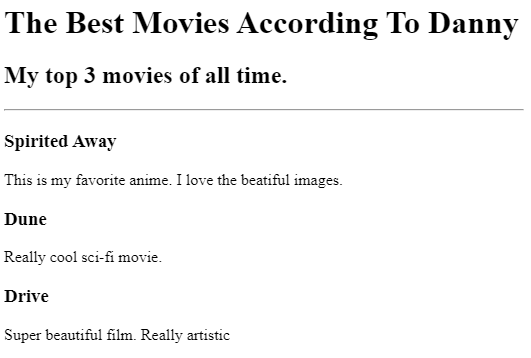 The Best Movies According To Danny
My top 3 movies of all time.
Spirited Away
This is my favorite anime. I love the beatiful images.
Dune
Really cool sci-fi movie.
Drive
Super beautiful film. Really artistic